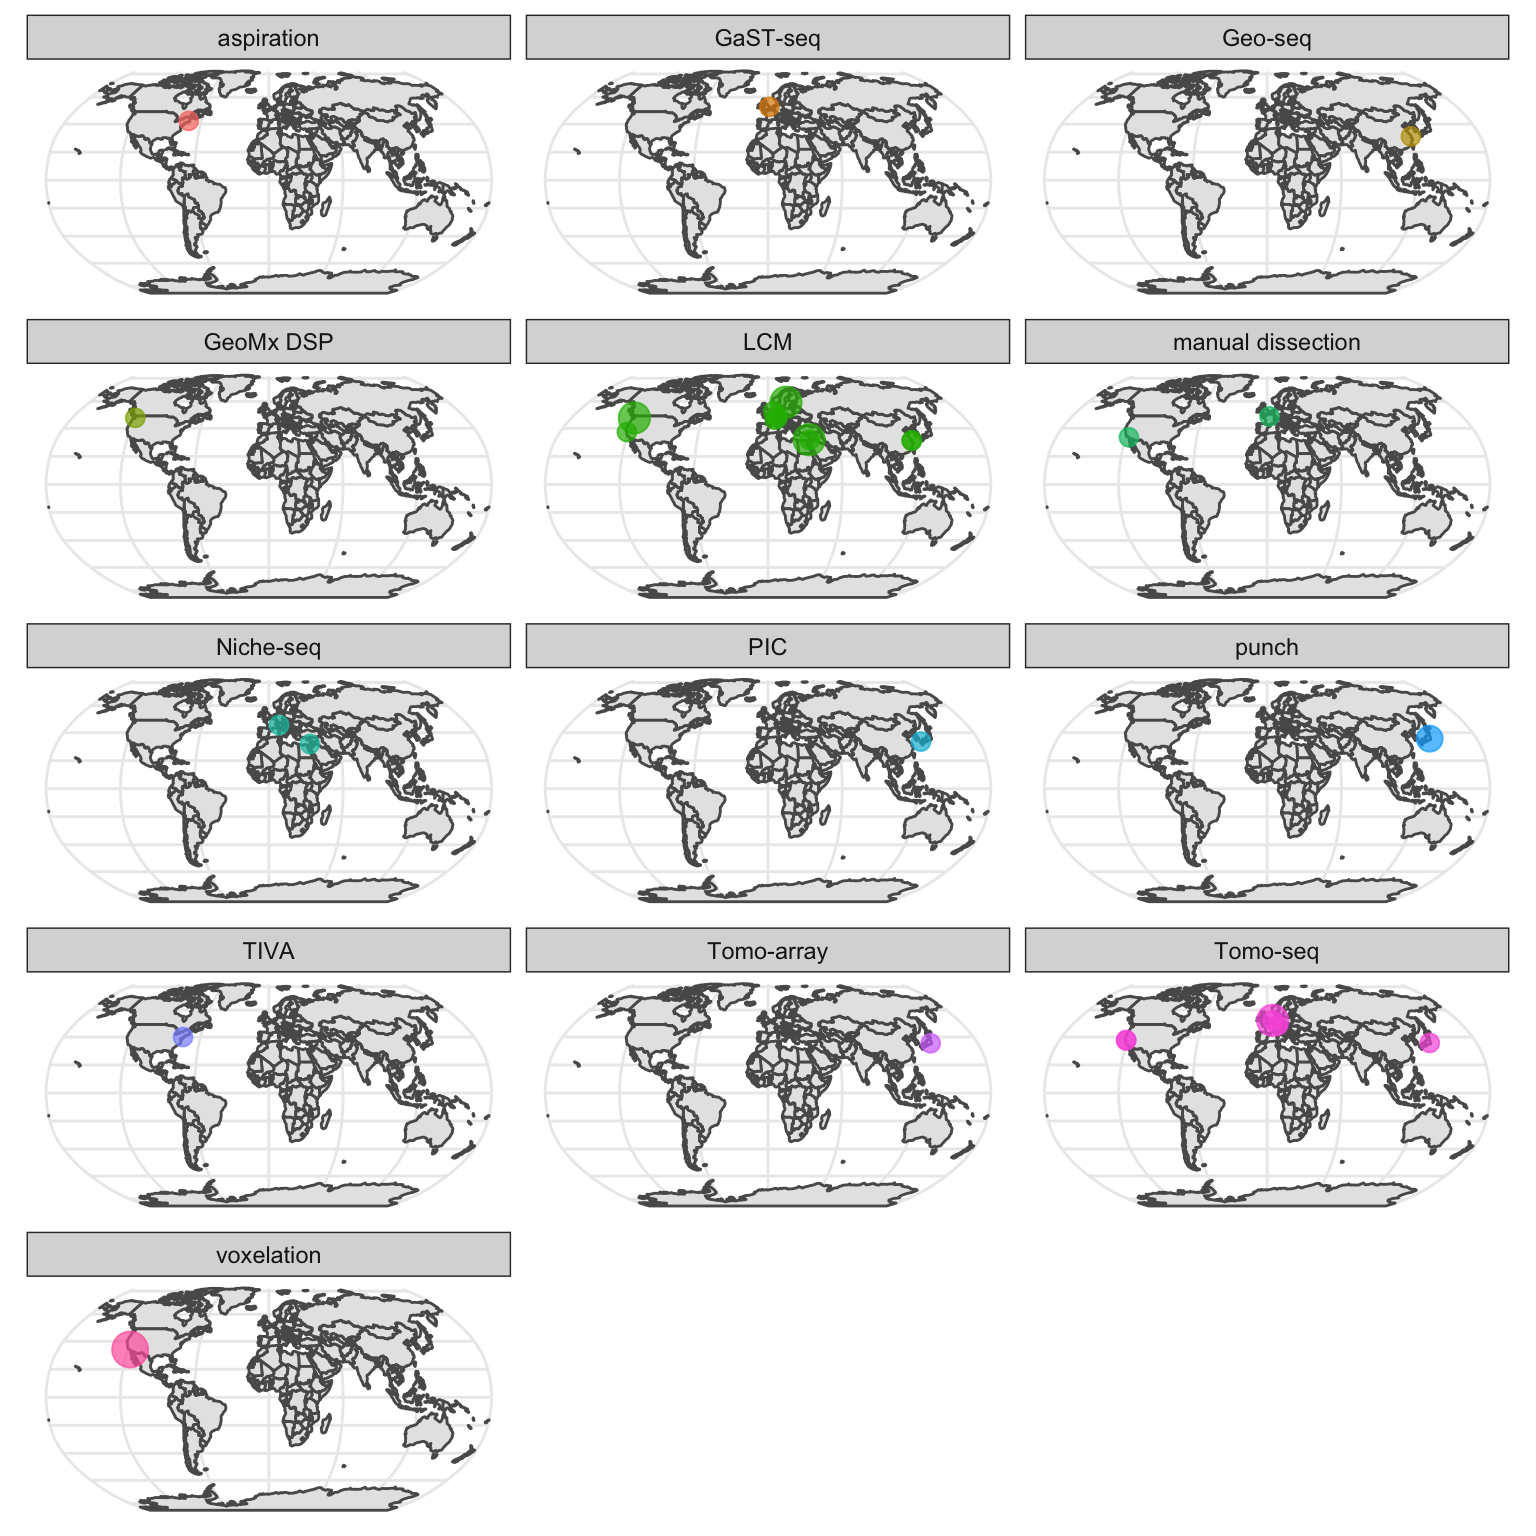 aspiration
GaST-seq
Geo-seq
GeoMx DSP
LCM
manual dissection
Niche-seq
PIC
punch
TIVA
Tomo-array
Tomo-seq
voxelation